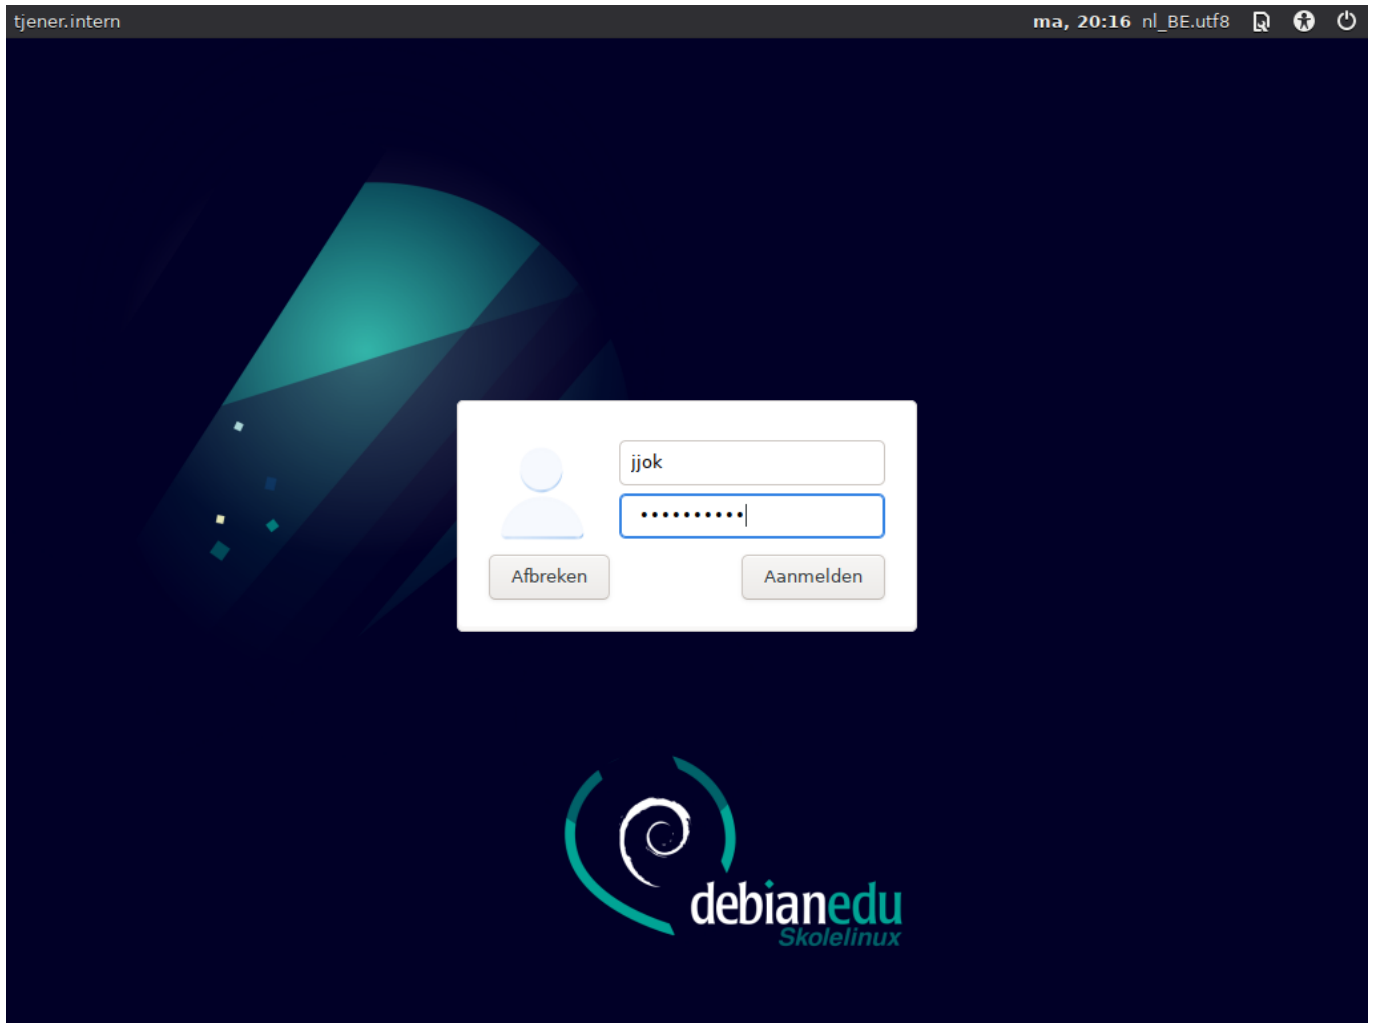 tjener.intern
ma, 20:16 nl_BE.utf8
jjok
••••••••••
Afbreken
Aanmelden
debianedu
Skolelinux